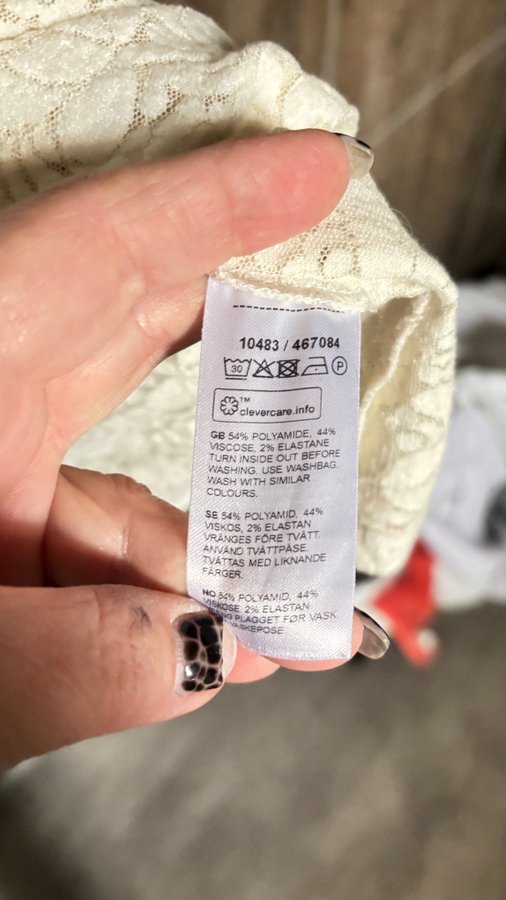 10483 / 467084
30 P
TM
clevercare.info
GB 54% POLYAMIDE, 44%
VISCOSE, 2% ELASTANE
TURN INSIDE OUT BEFORE
WASHING. USE WASHBAG.
WASH WITH SIMILAR
COLOURS.
SE 54% POLYAMID, 44%
VISKOS, 2% ELASTAN
VRÄNGES FÖRE TVÄTT.
ANVÄND TVÄTTPÅSE.
TVÄTTAS MED LIKNANDE
FÄRGER.
NO 54% POLYAMID, 44%
VISKOSE, 2% ELASTAN
PLAGGET FØR VASK.
VASKEPOSE